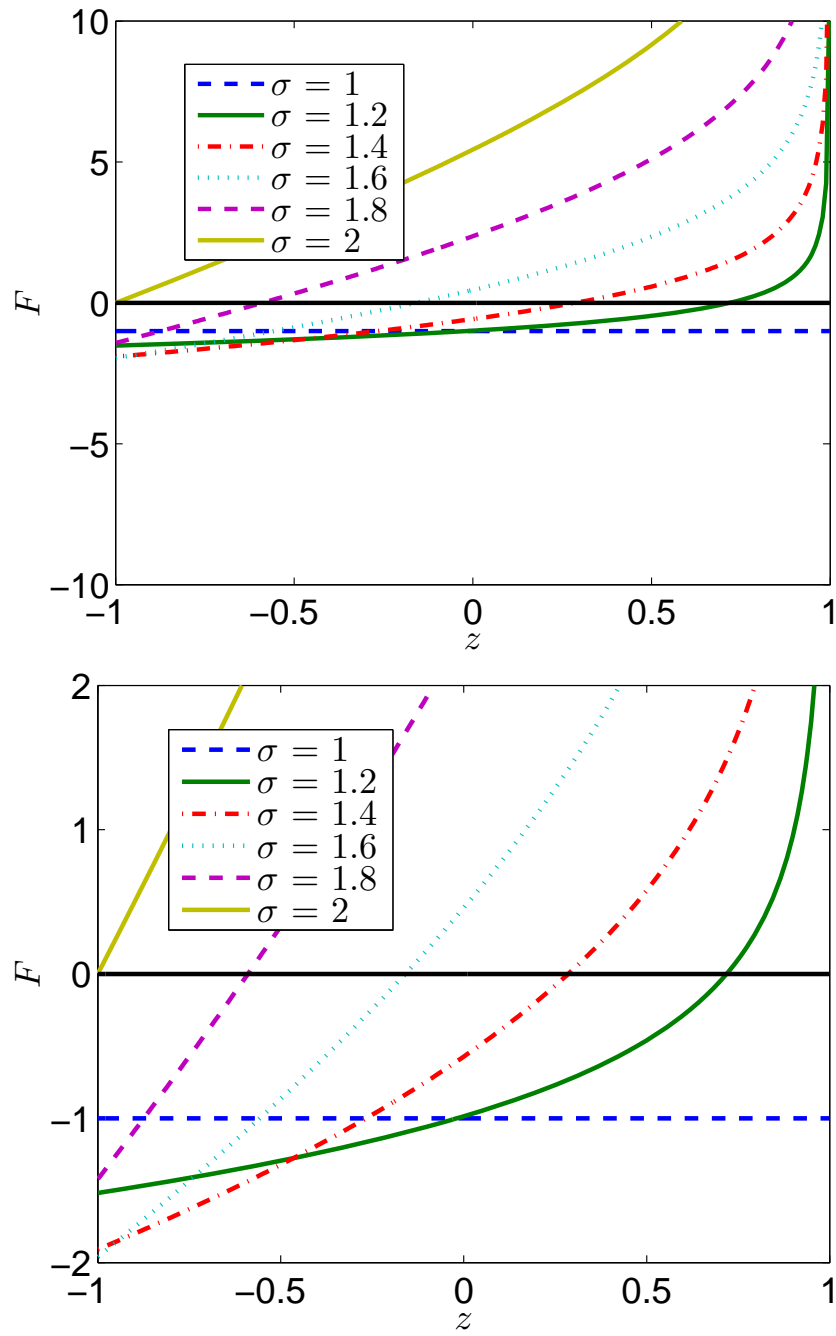 10
5
0
−5
−10
F
σ = 1
σ = 1.2
σ = 1.4
σ = 1.6
σ = 1.8
σ = 2
−1 −0.5 0 0.5 1
z
2
1
0
−1
−2
F
σ = 1
σ = 1.2
σ = 1.4
σ = 1.6
σ = 1.8
σ = 2
−1 −0.5 0 0.5 1
z